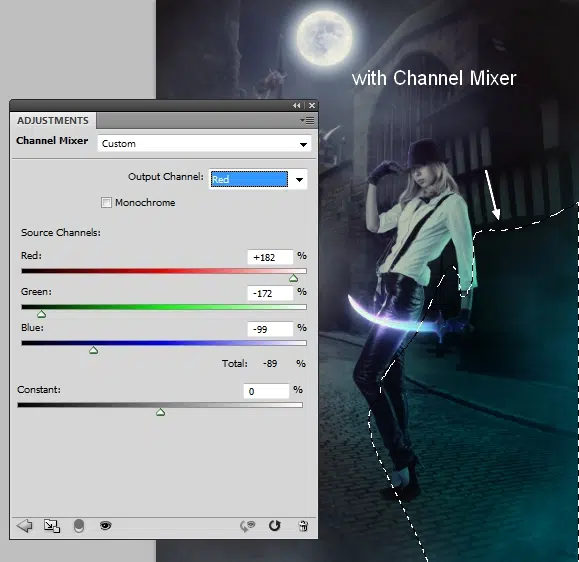 with Channel Mixer
ADJUSTMENTS
Channel Mixer Custom
Output Channel: Red
Monochrome
Source Channels:
Red: +182 %
Green: -172 %
Blue: -99 %
Total: -89 %
Constant: 0 %